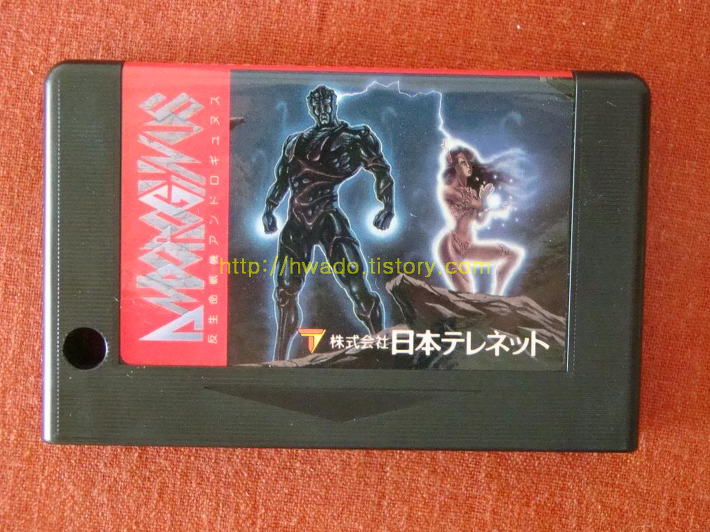 ANDROGYNUS
反生命戦機アンドロギュヌス
http://hwado.tistory.com
株式会社日本テレネット